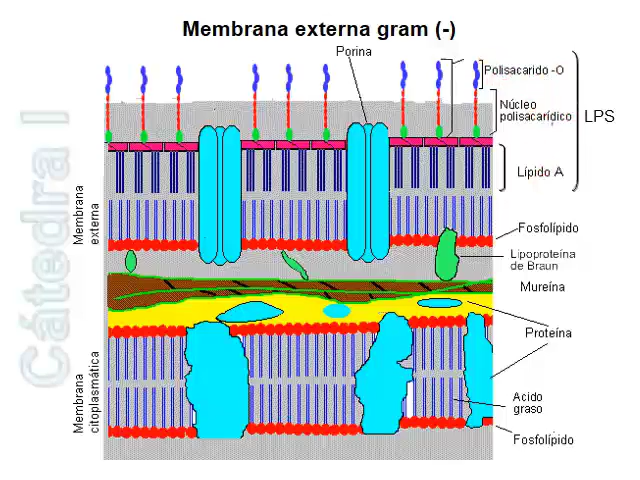 Membrana externa gram (-)
Porina
Polisacarido -O
Núcleo
polisacarídico
LPS
Lípido A
Membrana
externa
Fosfolípido
Lipoproteína
de Braun
Mureína
Proteína
Membrana
citoplasmática
Acido
graso
Fosfolípido
Cátedra I